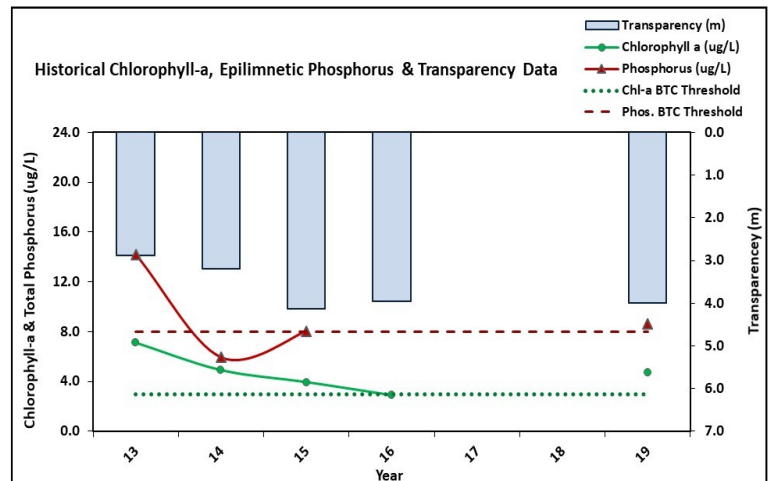 Historical Chlorophyll-a, Epilimnetic Phosphorus & Transparency Data
Transparency (m)
Chlorophyll a (ug/L)
Phosphorus (ug/L)
Chl-a BTC Threshold
Phos. BTC Threshold
Chlorophyll-a & Total Phosphorus (ug/L)
24.0
20.0
16.0
12.0
8.0
4.0
0.0
0.0
1.0
2.0
3.0
4.0
5.0
6.0
7.0
Transparencey (m)
13
14
15
16
17
18
19
Year